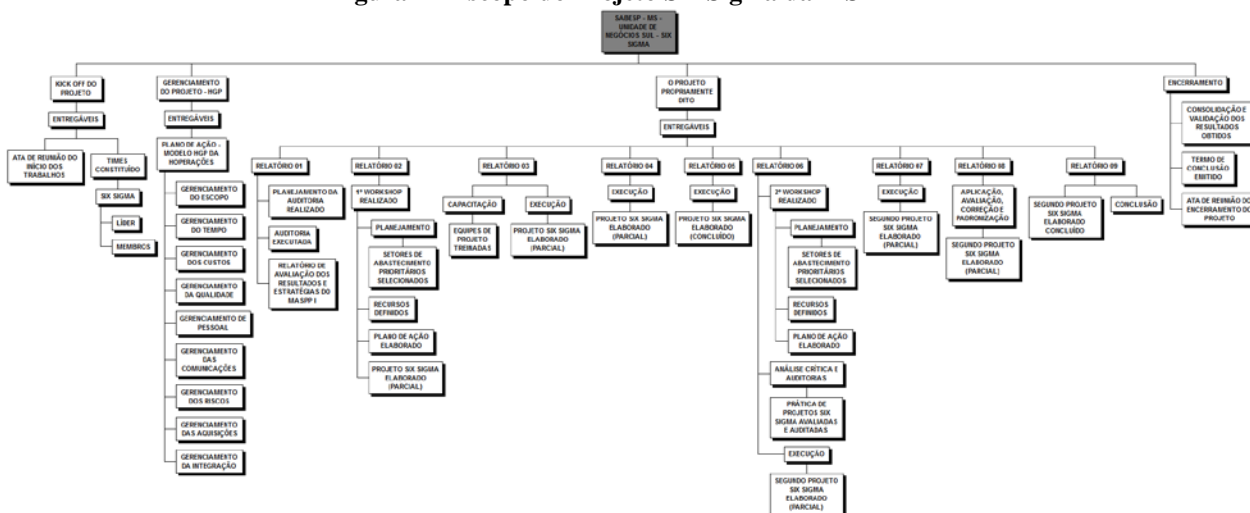 SABESP - MS -
UNIDADE DE
NEGÓCIOS SUL - SIX
SIGMA
KICK OFF DO
PROJETO
ENTREGÁVEIS
ATA DE REUNIÃO DO
INÍCIO DOS
TRABALHOS
TIMES
CONSTITUÍDO
SIX SIGMA
LÍDER
MEMBROS
GERENCIAMENTO
DO PROJETO - HGP
ENTREGÁVEIS
PLANO DE AÇÃO -
MODELO HGP DA
HOPERAÇÕES
GERENCIAMENTO
DO ESCOPO
GERENCIAMENTO
DO TEMPO
GERENCIAMENTO
DOS CUSTOS
GERENCIAMENTO
DA QUALIDADE
GERENCIAMENTO DE
PESSOAL
GERENCIAMENTO
DAS
COMUNICAÇÕES
GERENCIAMENTO
DOS RISCOS
GERENCIAMENTO
DAS AQUISIÇÕES
GERENCIAMENTO
DA INTEGRAÇÃO
O PROJETO
PROPRIAMENTE
DITO
ENTREGÁVEIS
RELATÓRIO 01
PLANEJAMENTO DA
AUDITORIA
REALIZADO
AUDITORIA
EXECUTADA
RELATÓRIO DE
AVALIAÇÃO DOS
RESULTADOS E
ESTRATÉGIAS DO
MASPP I
RELATÓRIO 02
1º WORKSHOP
REALIZADO
PLANEJAMENTO
SETORES DE
ABASTECIMENTO
PRIORITÁRIOS
SELECIONADOS
RECURSOS
DEFINIDOS
PLANO DE AÇÃO
ELABORADO
PROJETO SIX SIGMA
ELABORADO
(PARCIAL)
RELATÓRIO 03
CAPACITAÇÃO
EQUIPES DE
PROJETO
TREINADAS
EXECUÇÃO
PROJETO SIX SIGMA
ELABORADO
(PARCIAL)
RELATÓRIO 04
EXECUÇÃO
PROJETO SIX SIGMA
ELABORADO
(PARCIAL)
RELATÓRIO 05
EXECUÇÃO
PROJETO SIX SIGMA
ELABORADO
(CONCLUÍDO)
RELATÓRIO 06
2º WORKSHOP
REALIZADO
PLANEJAMENTO
SETORES DE
ABASTECIMENTO
PRIORITÁRIOS
SELECIONADOS
RECURSOS
DEFINIDOS
PLANO DE AÇÃO
ELABORADO
ANÁLISE CRÍTICA E
AUDITORIAS
PRÁTICA DE
PROJETOS SIX
SIGMA AVALIADAS
E AUDITADAS
EXECUÇÃO
SEGUNDO PROJETO
SIX SIGMA
ELABORADO
(PARCIAL)
RELATÓRIO 07
EXECUÇÃO
SEGUNDO PROJETO
SIX SIGMA
ELABORADO
(PARCIAL)
RELATÓRIO 08
APLICAÇÃO,
AVALIAÇÃO,
CORREÇÃO E
PADRONIZAÇÃO
SEGUNDO PROJETO
SIX SIGMA
ELABORADO
(PARCIAL)
RELATÓRIO 09
SEGUNDO PROJETO
SIX SIGMA
ELABORADO
CONCLUÍDO
CONCLUSÃO
ENCERRAMENTO
CONSOLIDAÇÃO E
VALIDAÇÃO DOS
RESULTADOS
OBTIDOS
TERMO DE
CONCLUSÃO
EMITIDO
ATA DE REUNIÃO DO
ENCERRAMENTO DO
PROJETO